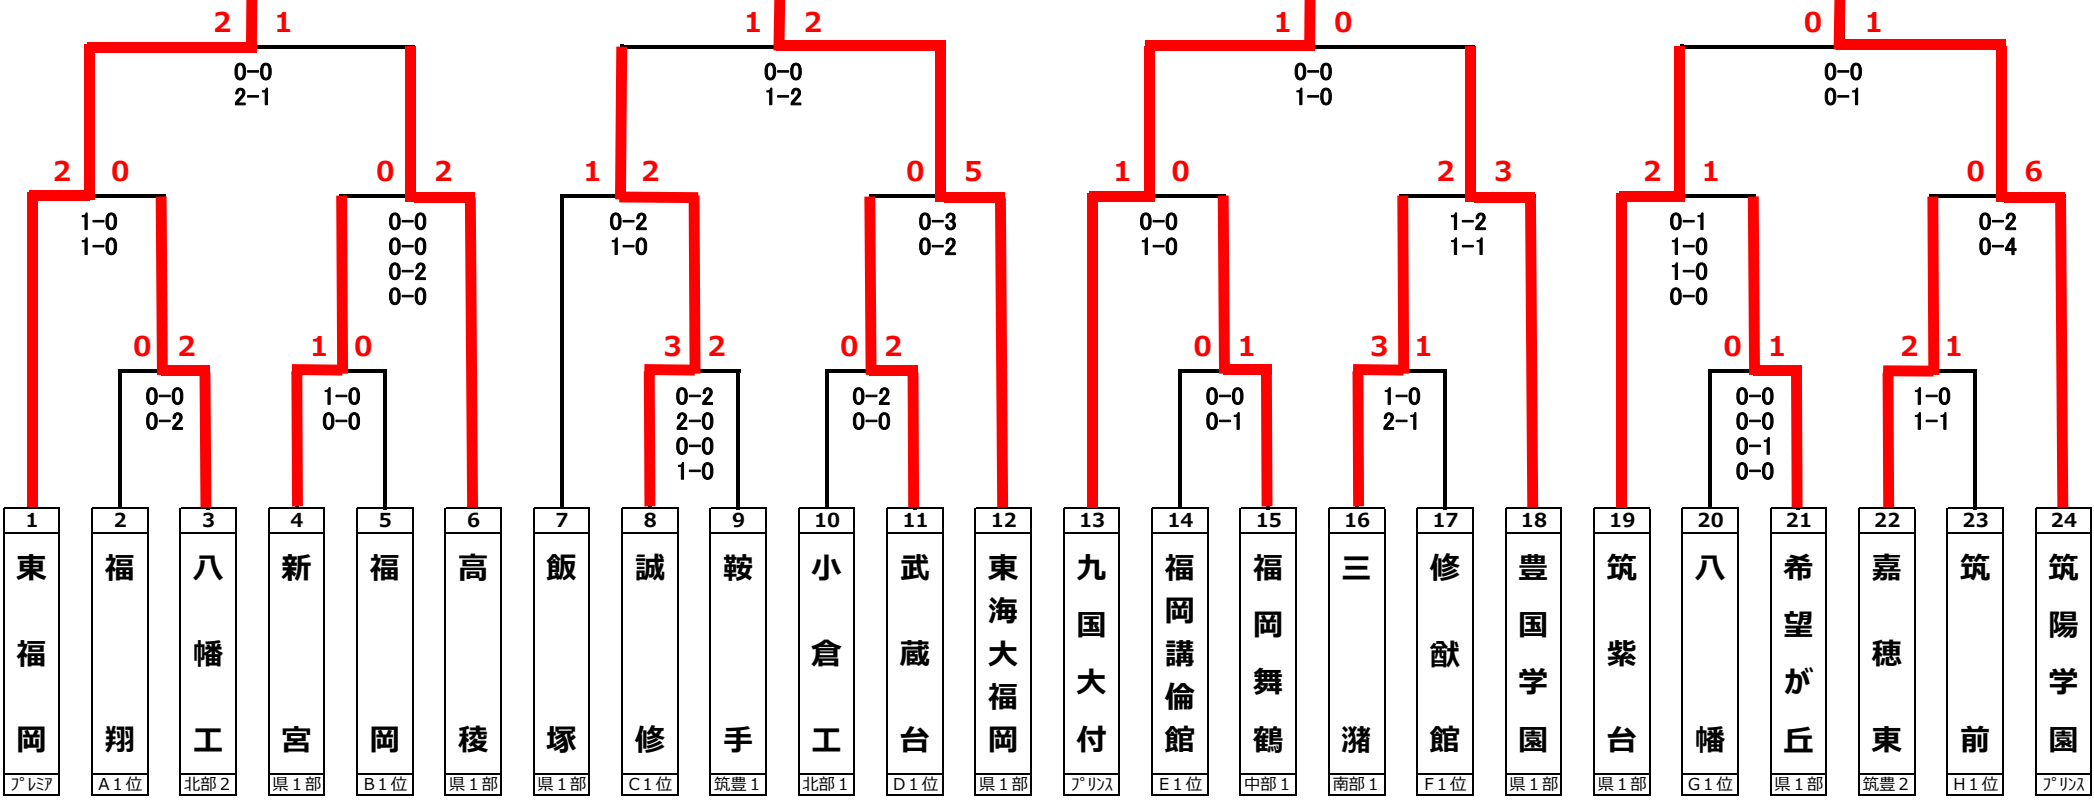 2 1 1 2 1 0 0 1
0-0 0-0 0-0 0-0
2-1 1-2 1-0 0-1
2 0 0 2 1 2 0 5 1 0 2 3 2 1 0 6
1-0 0-0 0-2 0-3 0-0 1-2 0-1 0-2
1-0 0-0 1-0 0-2 1-0 1-1 1-0 0-4
0-2 1-0
0-0 0-0
0 2 1 0 3 2 0 2 0 1 3 1 0 1 2 1
0-0 1-0 0-2 0-2 0-0 1-0 0-0 1-0
0-2 0-0 2-0 0-0 0-1 2-1 0-0 1-1
0-0 0-1
1-0 0-0
1 2 3 4 5 6 7 8 9 10 11 12 13 14 15 16 17 18 19 20 21 22 23 24
東福岡
福翔
八幡工
新宮
福岡
高稜
飯塚
誠修
鞍手
小倉工
武蔵台
東海大福岡
九国大付
福岡講倫館
福岡舞鶴
三潴
修猷館
豊国学園
筑紫台
八幡
希望が丘
嘉穂東
筑前
筑陽学園
プレミア A1位 北部2 県1部 B1位 県1部 県1部 C1位 筑豊1 北部1 D1位 県1部 プリンス E1位 中部1 南部1 F1位 県1部 県1部 G1位 県1部 筑豊2 H1位 プリンス